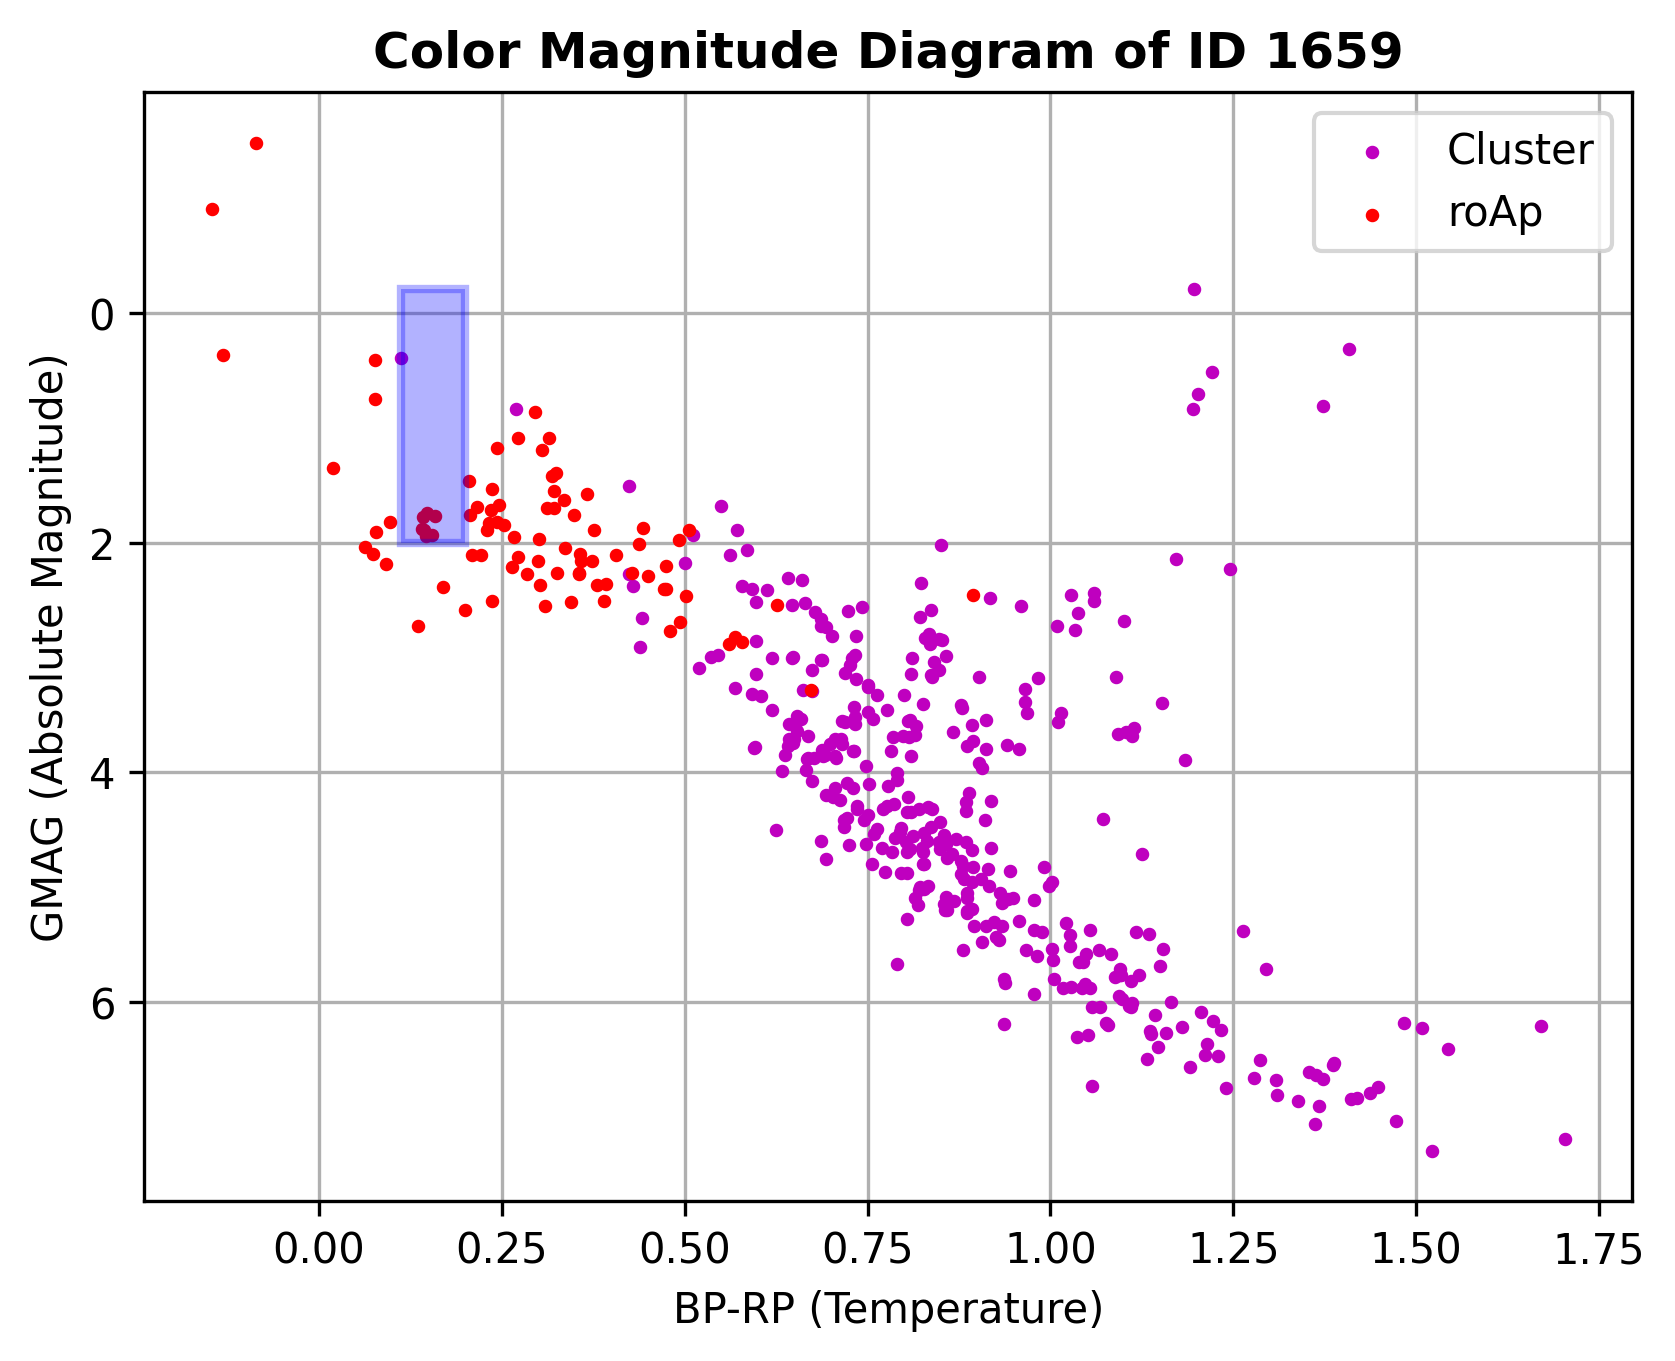 Color Magnitude Diagram of ID 1659
Cluster
roAp
GMAG (Absolute Magnitude)
0
2
4
6
0.00 0.25 0.50 0.75 1.00 1.25 1.50 1.75
BP-RP (Temperature)